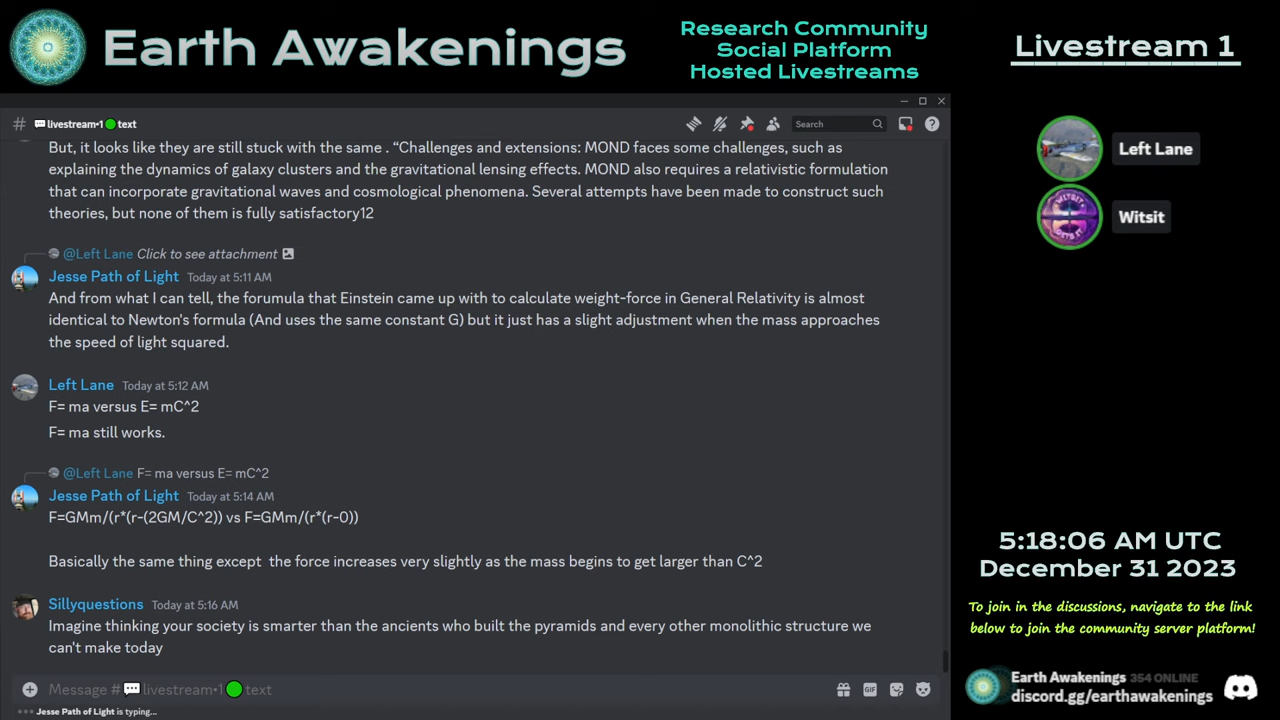 Earth Awakenings
Research Community
Social Platform
Hosted Livestreams
Livestream 1
# livestream•1 text
Search
But, it looks like they are still stuck with the same . “Challenges and extensions: MOND faces some challenges, such as
explaining the dynamics of galaxy clusters and the gravitational lensing effects. MOND also requires a relativistic formulation
that can incorporate gravitational waves and cosmological phenomena. Several attempts have been made to construct such
theories, but none of them is fully satisfactory12
@Left Lane Click to see attachment
Jesse Path of Light Today at 5:11 AM
And from what I can tell, the forumula that Einstein came up with to calculate weight-force in General Relativity is almost
identical to Newton's formula (And uses the same constant G) but it just has a slight adjustment when the mass approaches
the speed of light squared.
Left Lane Today at 5:12 AM
F= ma versus E= mC^2
F= ma still works.
@Left Lane F= ma versus E= mC^2
Jesse Path of Light Today at 5:14 AM
F=GMm/(r*(r-(2GM/C^2)) vs F=GMm/(r*(r-0))
Basically the same thing except the force increases very slightly as the mass begins to get larger than C^2
Sillyquestions Today at 5:16 AM
Imagine thinking your society is smarter than the ancients who built the pyramids and every other monolithic structure we
can't make today
Message # livestream•1 text
GIF
Jesse Path of Light is typing...
Left Lane
WITSIT GETS IT
Witsit
5:18:06 AM UTC
December 31 2023
To join in the discussions, navigate to the link
below to join the community server platform!
Earth Awakenings 354 ONLINE
discord.gg/earthawakenings